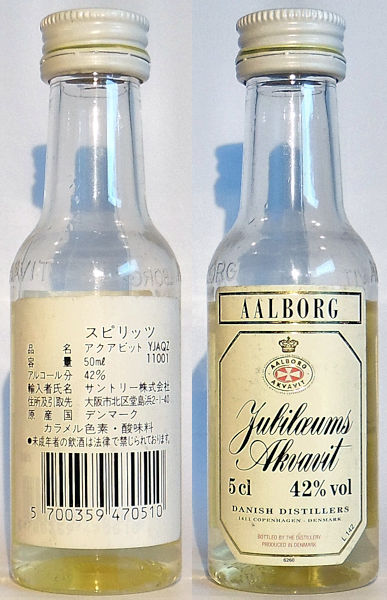 スピリッツ
品名 アクアビット YJAQZ
11001
容量 50ml
アルコール分 42%
輸入者氏名 サントリー株式会社
住所及引取先 大阪市北区堂島浜2-1-40
原産国 デンマーク
カラメル色素・酸味料
●未成年者の飲酒は法律で禁じられております。
5 700359 470510
AALBORG
AALBORG
AKVAVIT
Jubilæums
Akvavit
5 cl 42% vol
DANISH DISTILLERS
1411 COPENHAGEN - DENMARK
BOTTLED BY THE DISTILLERY
PRODUCED IN DENMARK
L 142
6260